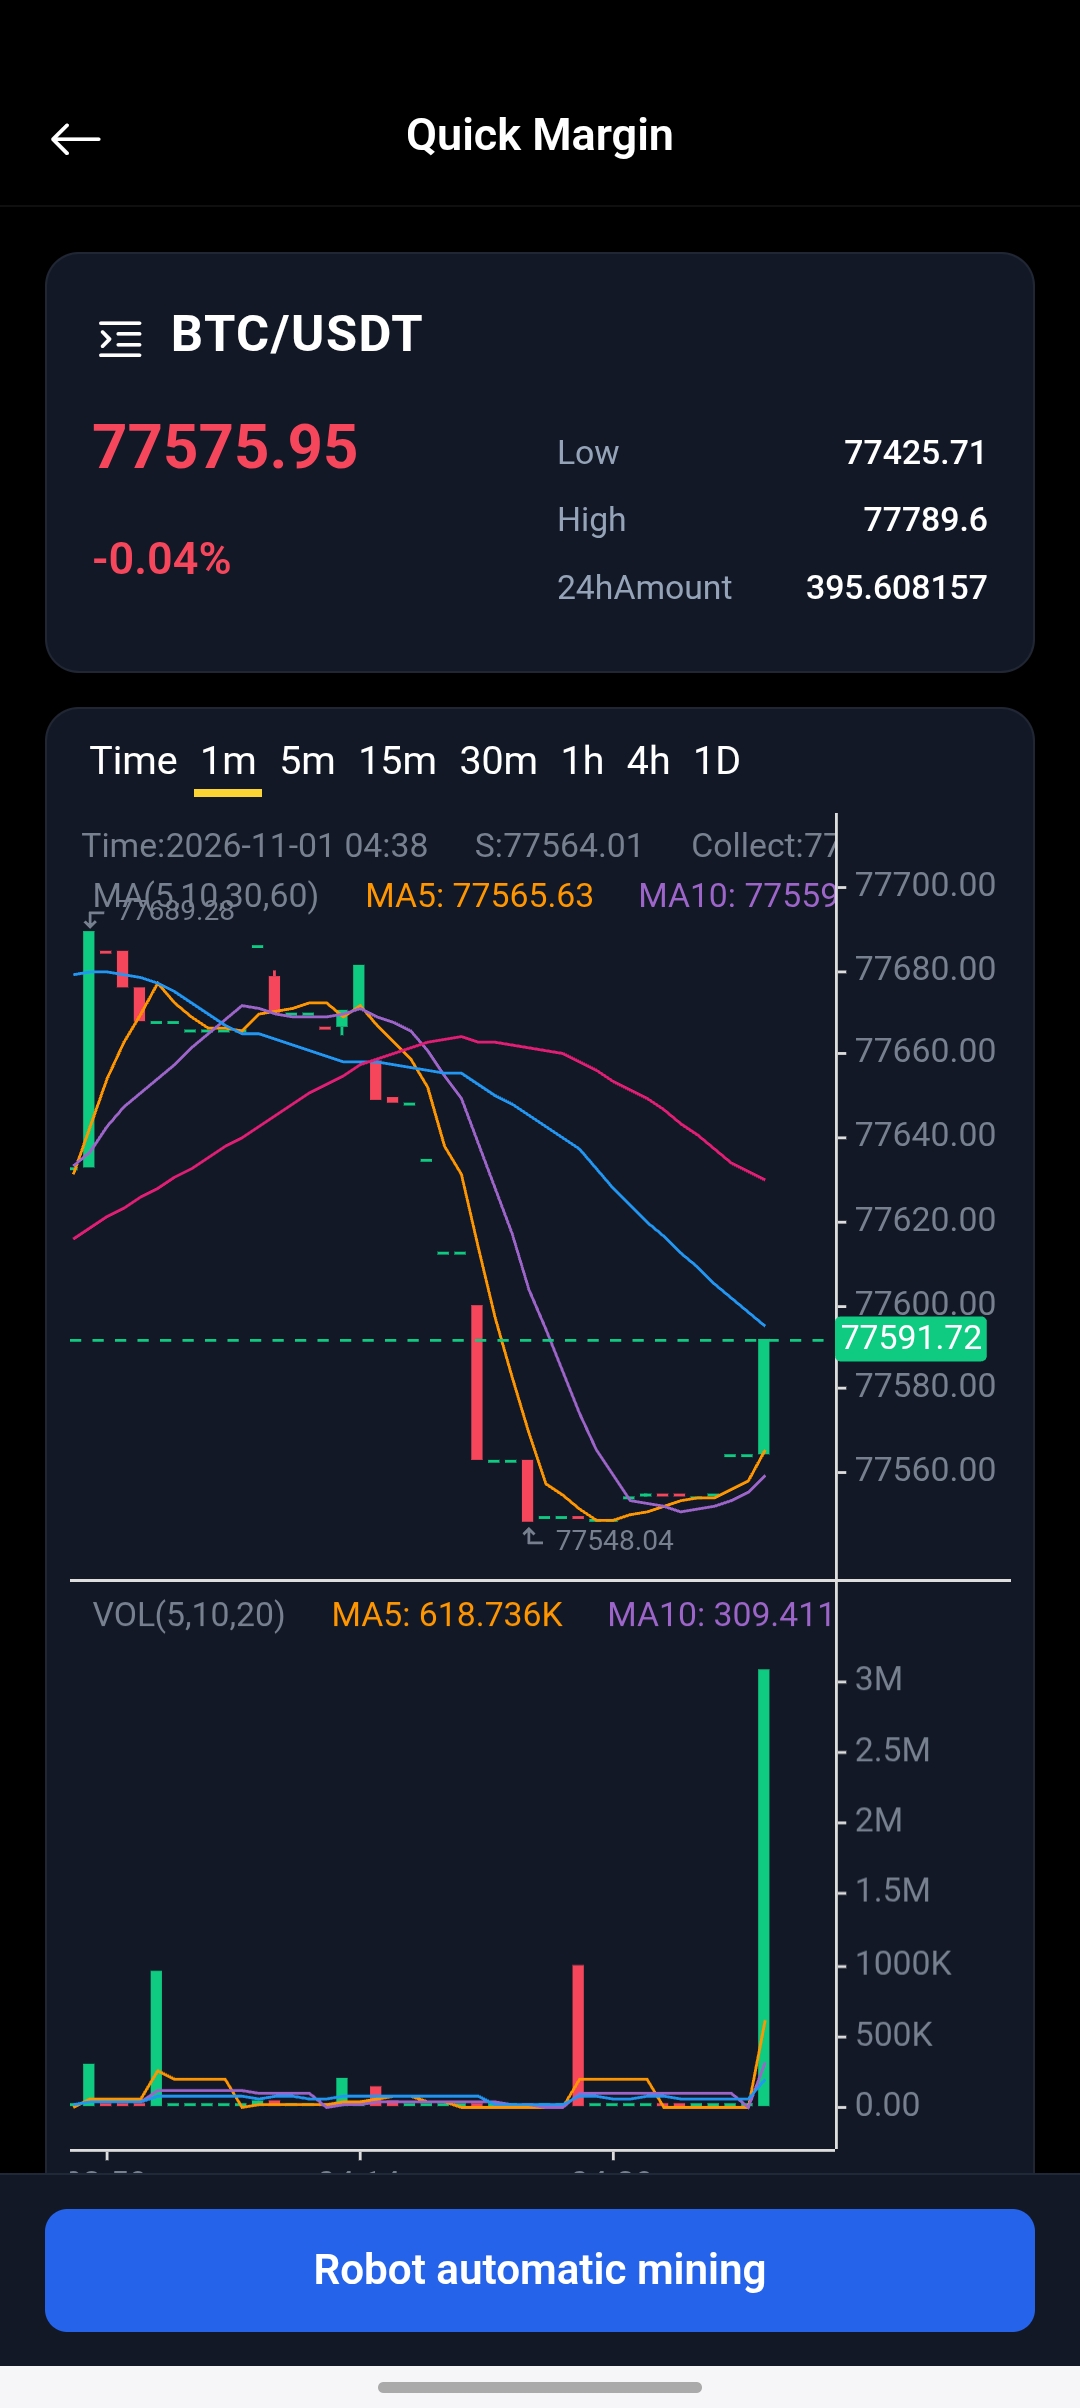 Quick Margin
BTC/USDT
77575.95
-0.04%
Low 77425.71
High 77789.6
24hAmount 395.608157
Time 1m 5m 15m 30m 1h 4h 1D
Time:2026-11-01 04:38 S:77564.01 Collect:77
MA(5,10,30,60) MA5: 77565.63 MA10: 77559
77689.28
77700.00
77680.00
77660.00
77640.00
77620.00
77600.00
77591.72
77580.00
77560.00
77548.04
VOL(5,10,20) MA5: 618.736K MA10: 309.411
3M
2.5M
2M
1.5M
1000K
500K
0.00
Robot automatic mining